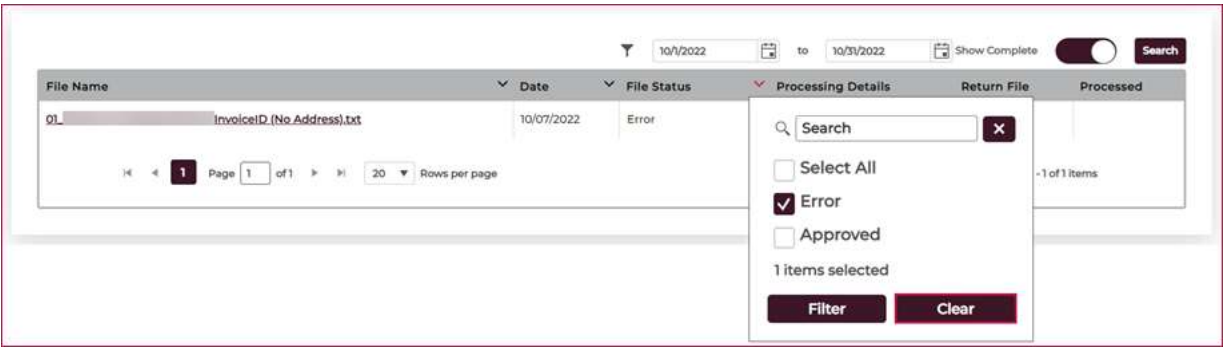 10/1/2022 to 10/31/2022 Show Complete Search
File Name Date File Status Processing Details Return File Processed
01_ InvoiceID (No Address).txt 10/07/2022 Error
1 Page 1 of 1 20 Rows per page - 1 of 1 items
Search
Select All
Error
Approved
1 items selected
Filter Clear